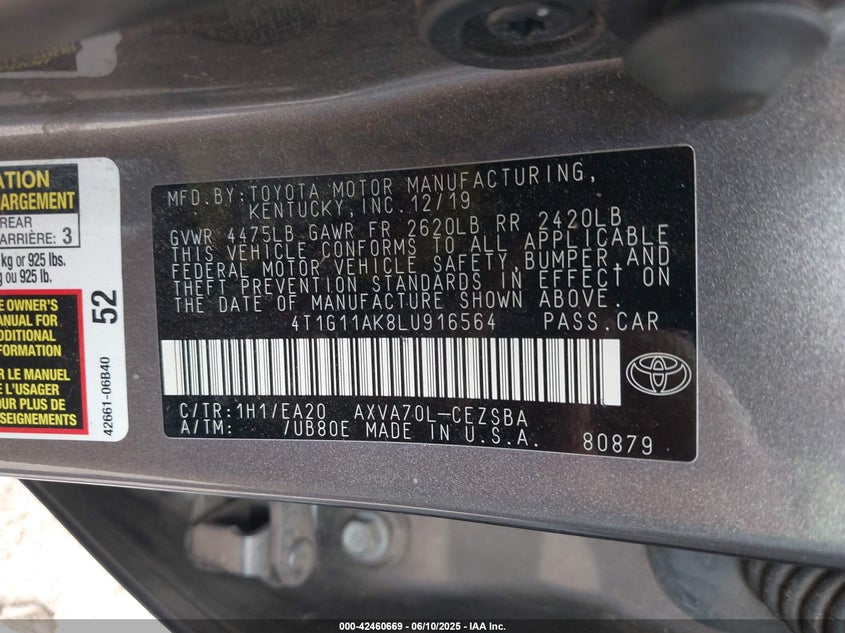 ATION
HARGEMENT
REAR
ARRIÈRE: 3
kg or 925 lbs.
kg ou 925 lb.
E OWNER'S
ANUAL FOR
DDITIONAL
FORMATION
R LE MANUEL
E L'USAGER
OUR PLUS DE
SEIGNEMENTS
52
42661-06B40
MFD.BY:TOYOTA MOTOR MANUFACTURING,
KENTUCKY, INC. 12/19
GVWR 4475LB GAWR FR 2620LB RR 2420LB
THIS VEHICLE CONFORMS TO ALL APPLICABLE
FEDERAL MOTOR VEHICLE SAFETY,BUMPER,AND
THEFT PREVENTION STANDARDS IN EFFECT ON
THE DATE OF MANUFACTURE SHOWN ABOVE.
4T1G11AK8LU916564 PASS.CAR
C/TR:1H1/EA20 AXVA70L-CEZSBA
A/TM: /UB80E MADE IN U.S.A. 80879
000-42460669 - 06/10/2025 - IAA Inc.